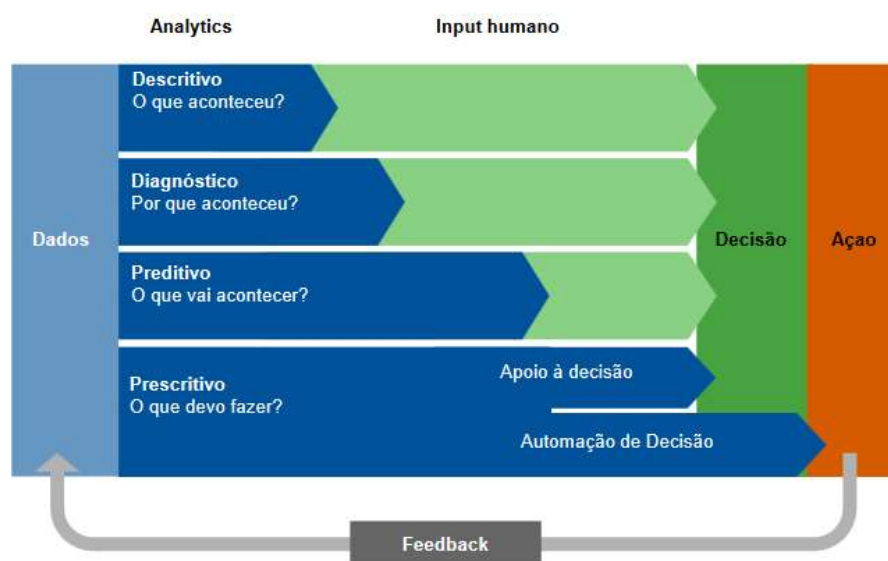 Analytics
Input humano
Descritivo
O que aconteceu?
Diagnóstico
Por que aconteceu?
Dados
Decisão
Açao
Preditivo
O que vai acontecer?
Prescritivo
O que devo fazer?
Apoio à decisão
Automação de Decisão
Feedback